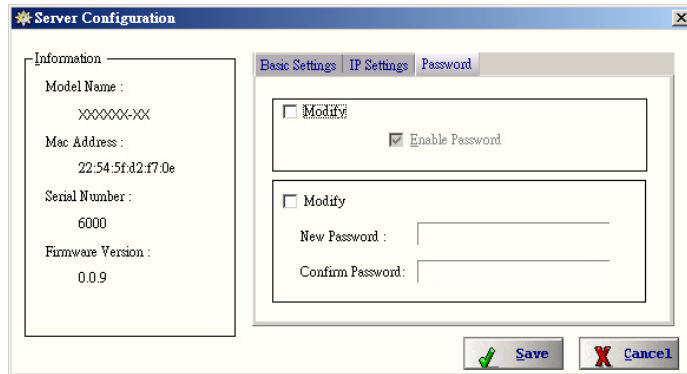 Server Configuration
Information
Model Name :
XXXXXX-XX
Mac Address :
22:54:5f:d2:f7:0e
Serial Number :
6000
Firmware Version :
0.0.9
Basic Settings IP Settings Password
Modify
Enable Password
Modify
New Password :
Confirm Password:
Save Cancel